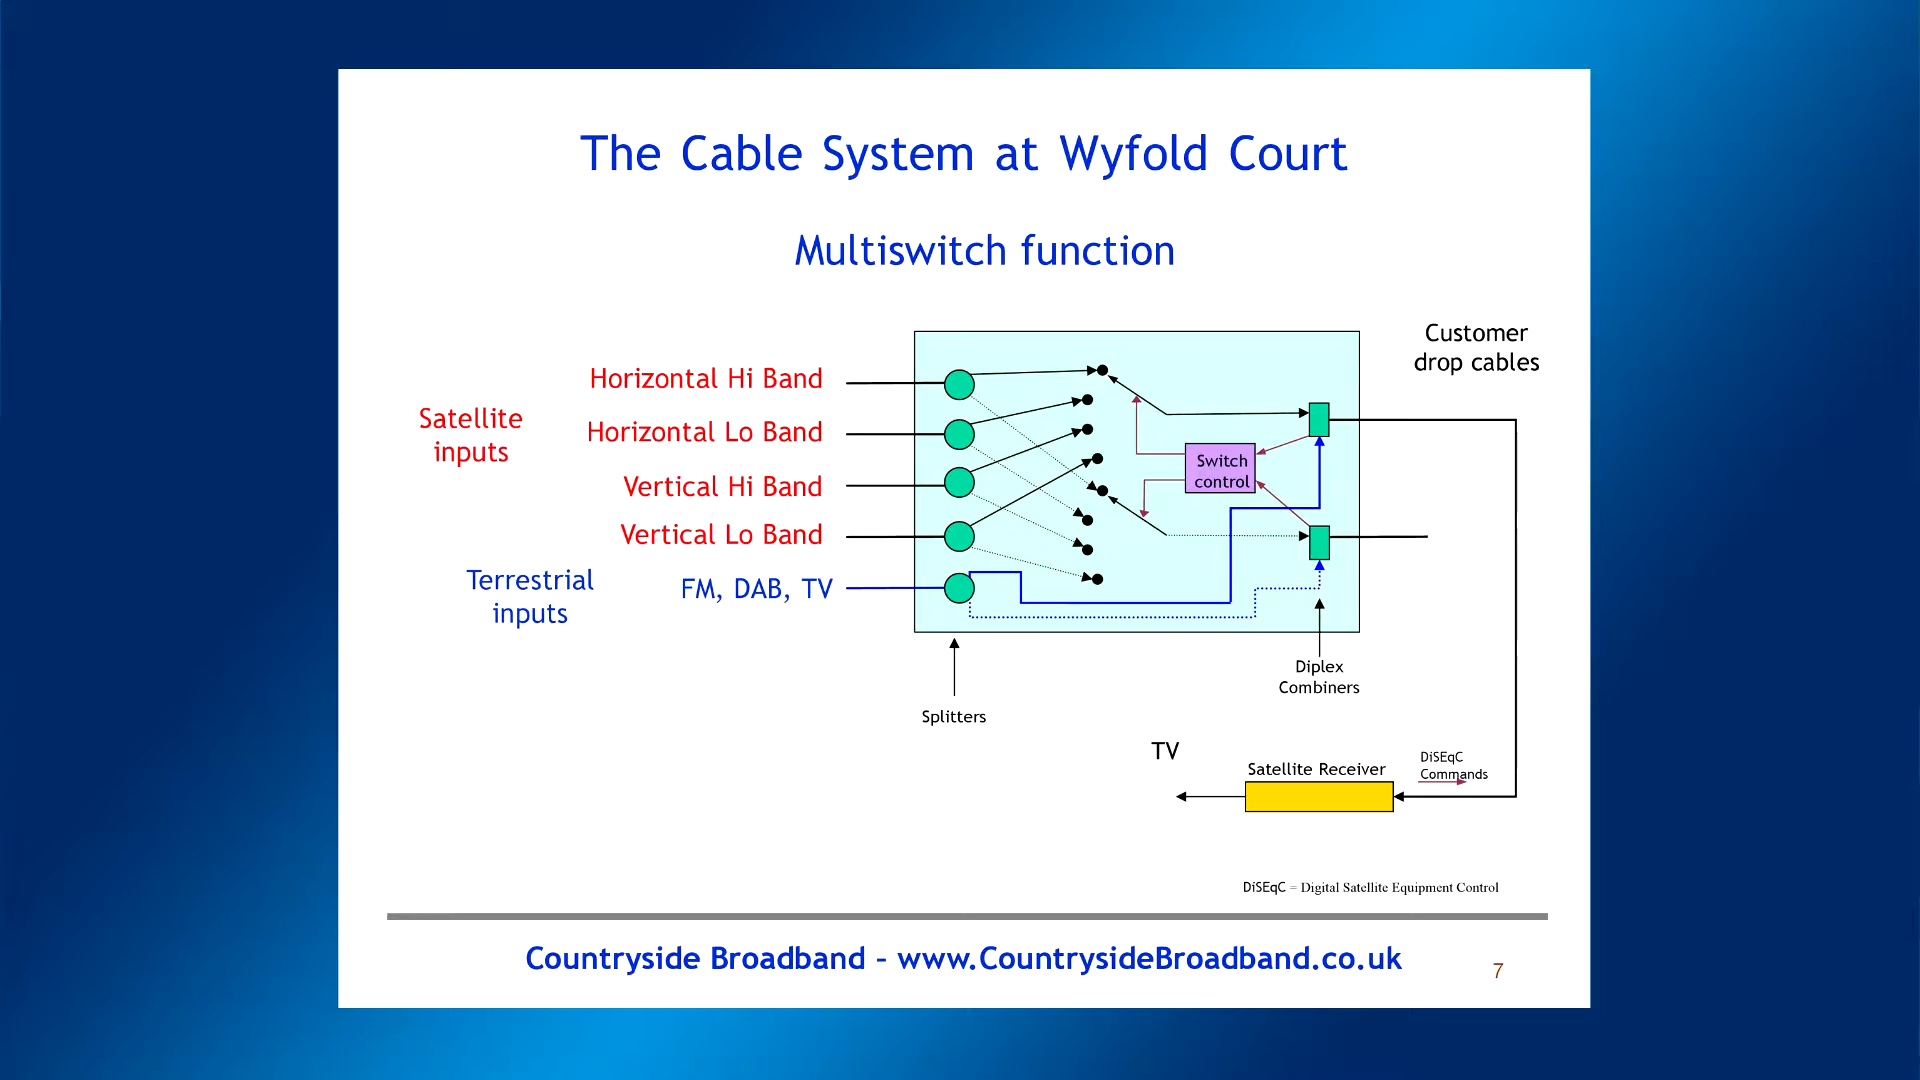 The Cable System at Wyfold Court
Multiswitch function
Customer
drop cables
Horizontal Hi Band
Satellite
inputs
Horizontal Lo Band
Vertical Hi Band
Vertical Lo Band
Switch
control
Terrestrial
inputs
FM, DAB, TV
Diplex
Combiners
Splitters
TV
Satellite Receiver
DiSEqC
Commands
DiSEqC = Digital Satellite Equipment Control
Countryside Broadband – www.CountrysideBroadband.co.uk
7